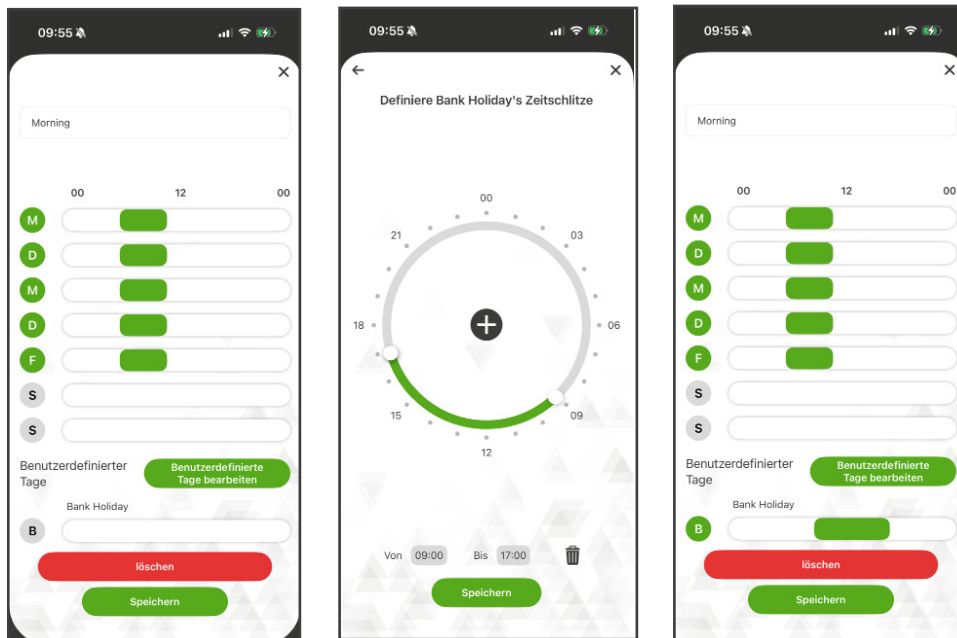 09:55
Morning
00 12 00
M
D
M
D
F
S
S
Benutzerdefinierter
Tage
Benutzerdefinierte
Tage bearbeiten
Bank Holiday
B
löschen
Speichern
09:55
Definiere Bank Holiday's Zeitschlitze
00
21 03
18 06
15 09
12
Von 09:00 Bis 17:00
Speichern
09:55
Morning
00 12 00
M
D
M
D
F
S
S
Benutzerdefinierter
Tage
Benutzerdefinierte
Tage bearbeiten
Bank Holiday
B
löschen
Speichern